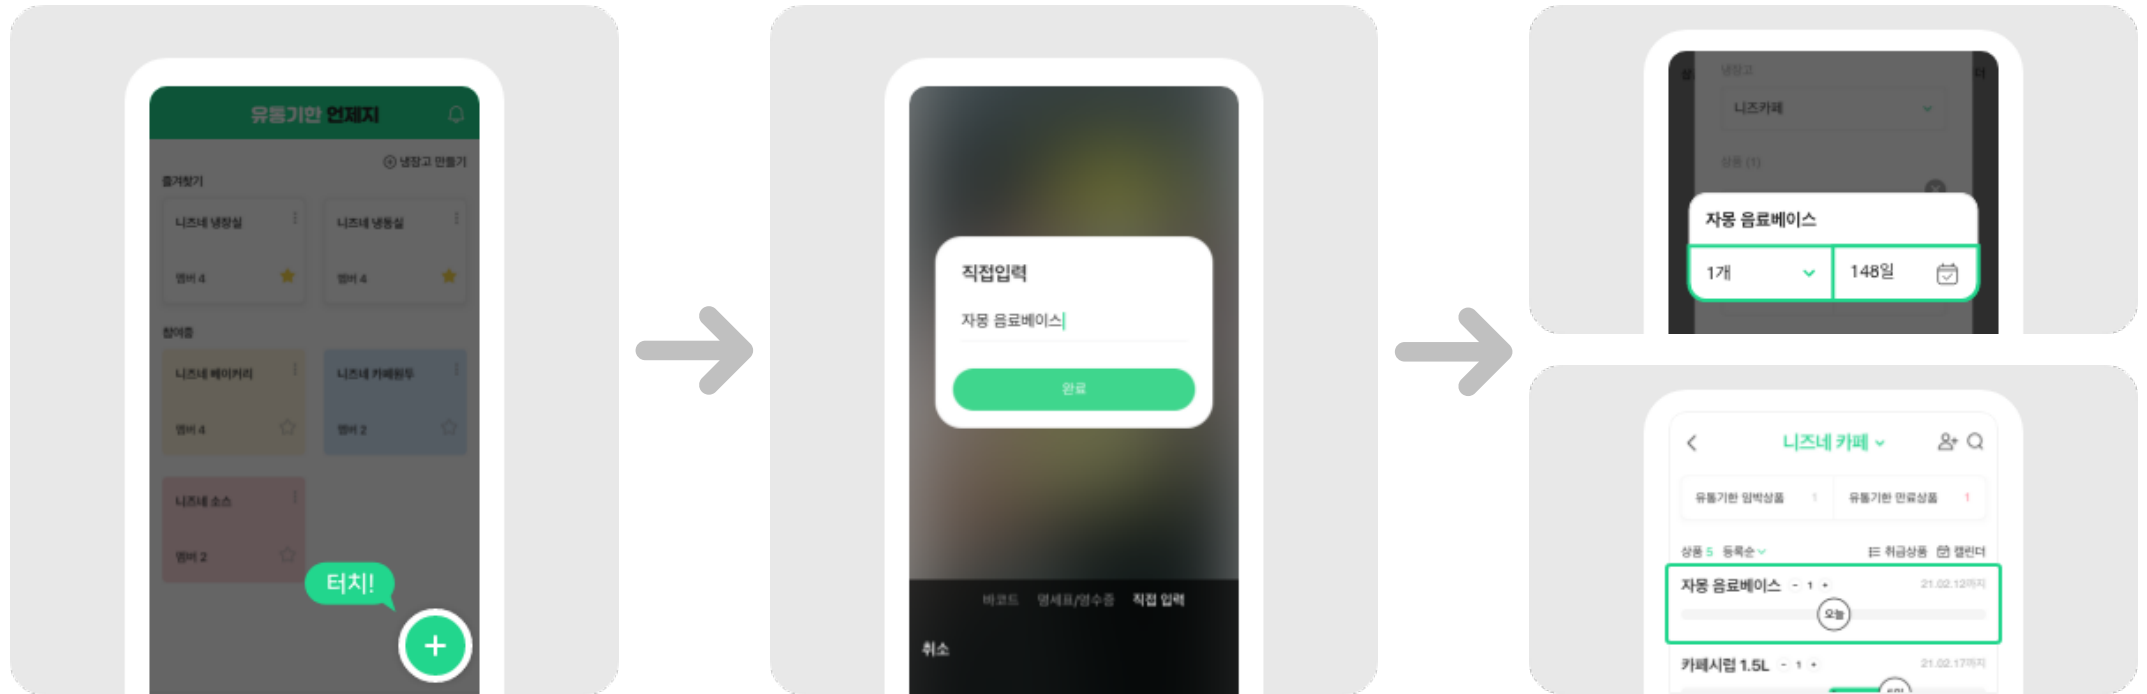 유통기한 언제지
냉장고 만들기
즐겨찾기
니즈네 냉장실
니즈네 냉동실
멤버 4
멤버 4
참여중
니즈네 베이커리
니즈네 카페원두
멤버 4
멤버 2
니즈네 소스
멤버 2
터치!
+
직접입력
자몽 음료베이스
완료
바코드 명세표/영수증 직접 입력
취소
냉장고
니즈카페
상품 (1)
자몽 음료베이스
1개
148일
니즈네 카페
유통기한 임박상품 1
유통기한 만료상품 1
상품 5 등록순
취급상품 캘린더
자몽 음료베이스 - 1 +
21.02.12까지
오늘
카페시럽 1.5L - 1 +
21.02.17까지